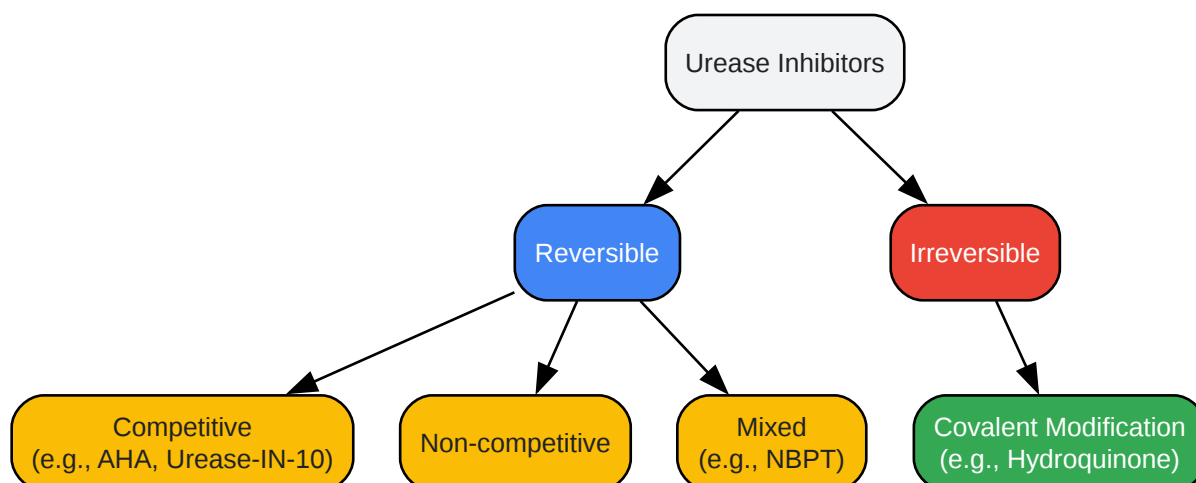 Urease Inhibitors
Reversible
Irreversible
Competitive
(e.g., AHA, Urease-IN-10)
Non-competitive
Mixed
(e.g., NBPT)
Covalent Modification
(e.g., Hydroquinone)